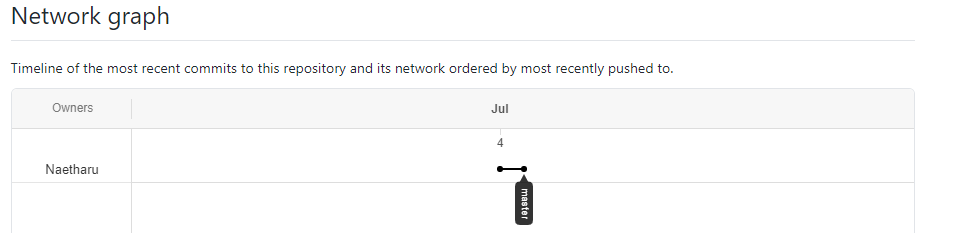 Network graph
Timeline of the most recent commits to this repository and its network ordered by most recently pushed to.
Owners
Jul
4
Naetharu
master